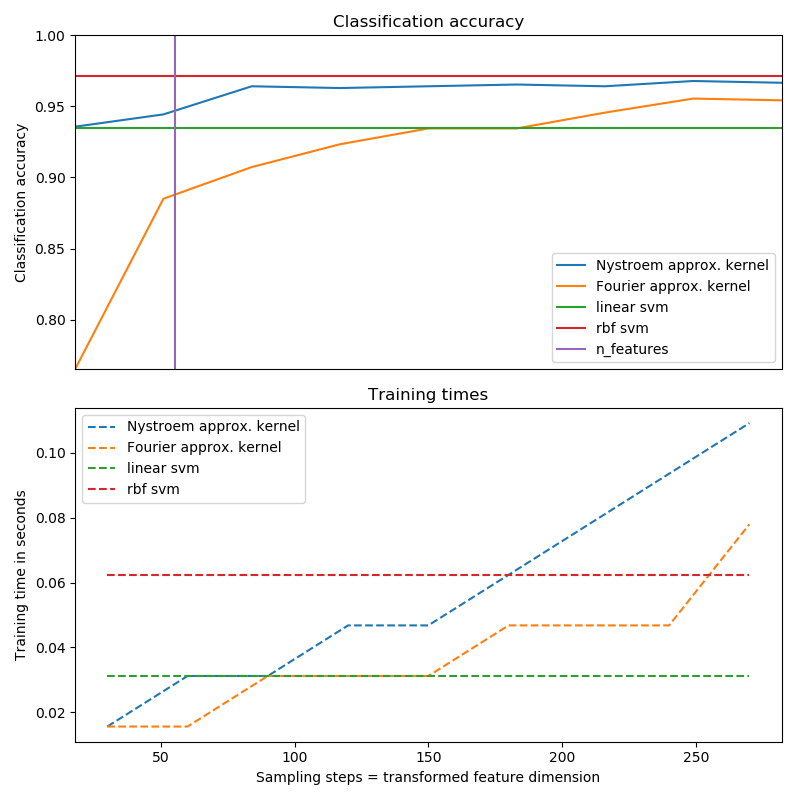 Classification accuracy
1.00
0.95
0.90
0.85
0.80
Classification accuracy
Nystroem approx. kernel
Fourier approx. kernel
linear svm
rbf svm
n_features
Training times
Nystroem approx. kernel
Fourier approx. kernel
linear svm
rbf svm
0.10
0.08
0.06
0.04
0.02
Training time in seconds
50
100
150
200
250
Sampling steps = transformed feature dimension